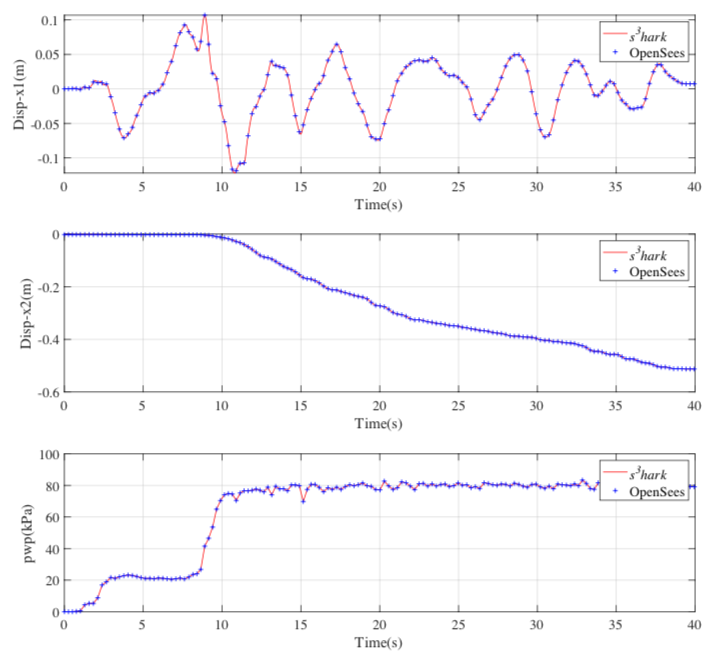 0.1
0.05
0
-0.05
-0.1
Disp-x1(m)
s³hark
OpenSees
0 5 10 15 20 25 30 35 40
Time(s)
0
-0.2
-0.4
-0.6
Disp-x2(m)
s³hark
OpenSees
0 5 10 15 20 25 30 35 40
Time(s)
100
80
60
40
20
0
pwp(kPa)
s³hark
OpenSees
0 5 10 15 20 25 30 35 40
Time(s)